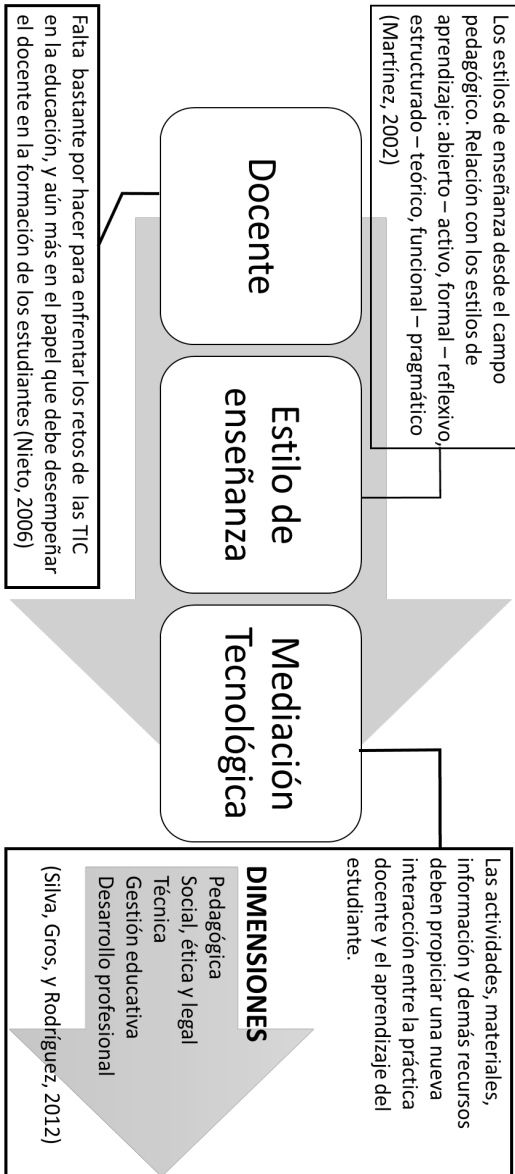 Los estilos de enseñanza desde el campo
pedagógico. Relación con los estilos de
aprendizaje: abierto – activo, formal – reflexivo,
estructurado – teórico, funcional – pragmático
(Martínez, 2002)
Docente
Estilo de
enseñanza
Mediación
Tecnológica
Falta bastante por hacer para enfrentar los retos de las TIC
en la educación, y aún más en el papel que debe desempeñar
el docente en la formación de los estudiantes (Nieto, 2006)
Las actividades, materiales,
información y demás recursos
deben propiciar una nueva
interacción entre la práctica
docente y el aprendizaje del
estudiante.
DIMENSIONES
Pedagógica
Social, ética y legal
Técnica
Gestión educativa
Desarrollo profesional
(Silva, Gros, y Rodríguez, 2012)